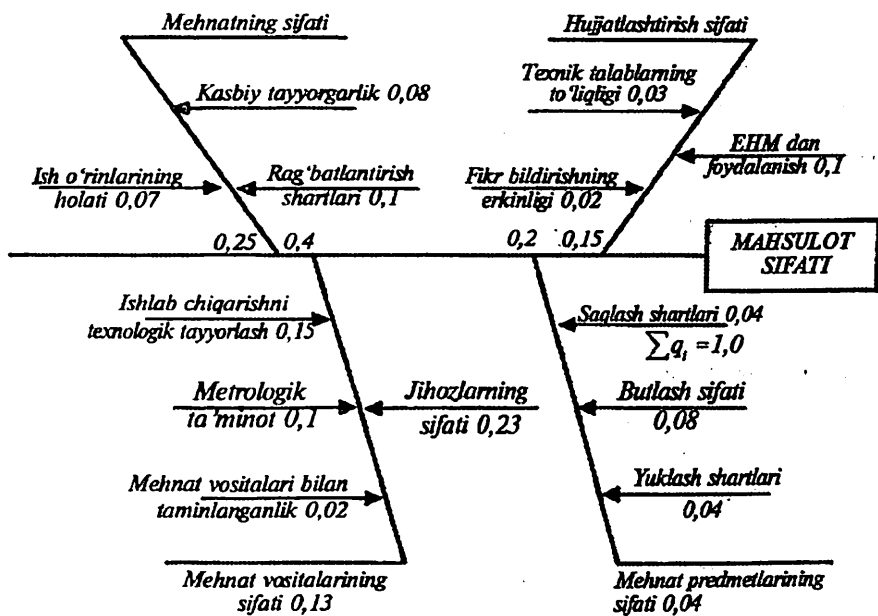 Mehnatning sifati
Hujjatlashtirish sifati
Kasbiy tayyorgarlik 0,08
Texnik talablarning
to'liqligi 0,03
EHM dan
foydalanish 0,1
Ish o'rinlarining
holati 0,07
Rag'batlantirish
shartlari 0,1
Fikr bildirishning
erkinligi 0,02
0,25 0,4
0,2 0,15
MAHSULOT
SIFATI
Ishlab chiqarishni
texnologik tayyorlash 0,15
Saqlash shartlari 0,04
∑qᵢ =1,0
Metrologik
ta'minot 0,1
Jihozlarning
sifati 0,23
Butlash sifati
0,08
Mehnat vositalari bilan
taminlanganlik 0,02
Yuklash shartlari
0,04
Mehnat vositalarining
sifati 0,13
Mehnat predmetlarining
sifati 0,04